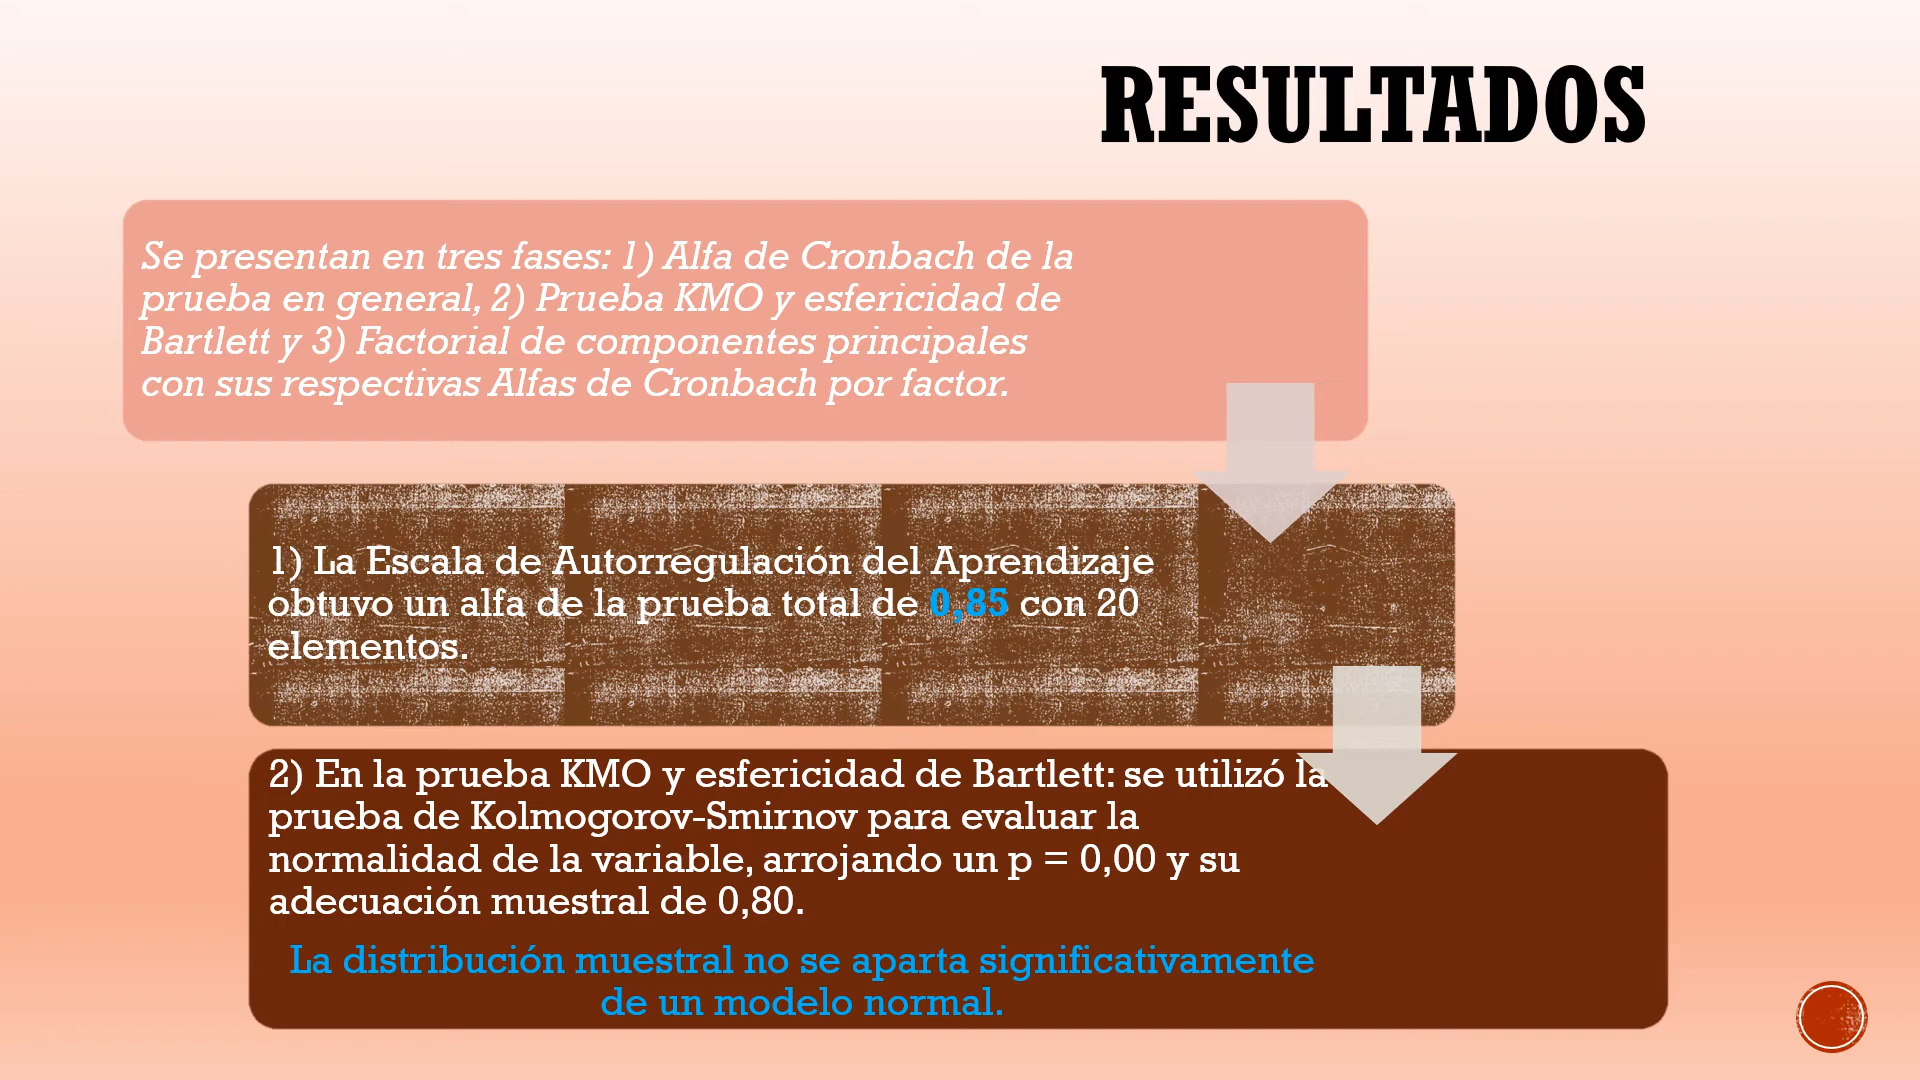 RESULTADOS
Se presentan en tres fases: 1) Alfa de Cronbach de la
prueba en general, 2) Prueba KMO y esfericidad de
Bartlett y 3) Factorial de componentes principales
con sus respectivas Alfas de Cronbach por factor.
1) La Escala de Autorregulación del Aprendizaje
obtuvo un alfa de la prueba total de 0,85 con 20
elementos.
2) En la prueba KMO y esfericidad de Bartlett: se utilizó la
prueba de Kolmogorov-Smirnov para evaluar la
normalidad de la variable, arrojando un p = 0,00 y su
adecuación muestral de 0,80.
La distribución muestral no se aparta significativamente
de un modelo normal.